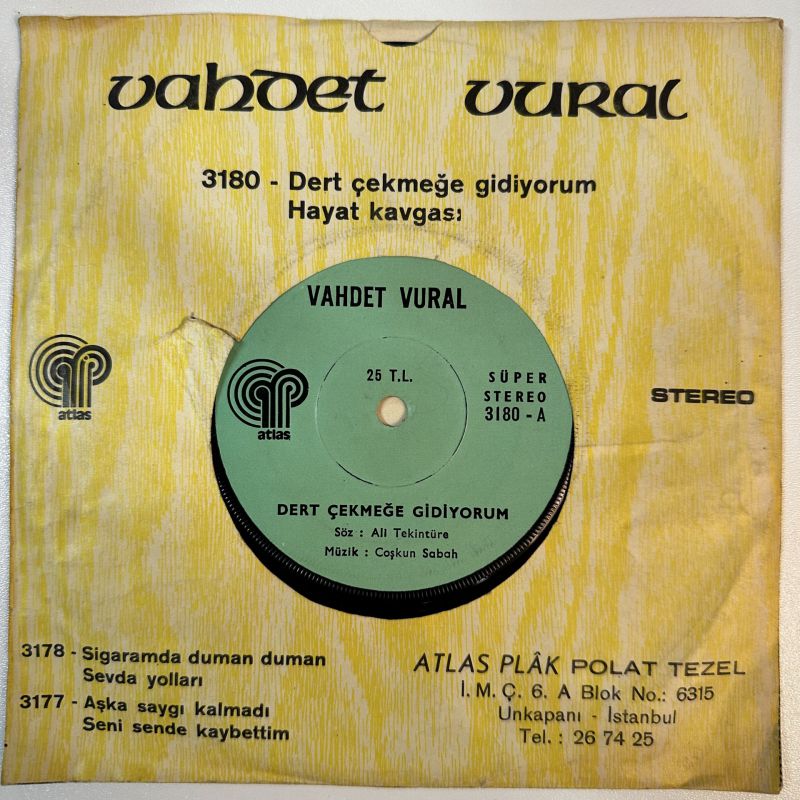 vahdet vural
3180 - Dert çekmeğe gidiyorum
Hayat kavgası
VAHDET VURAL
25 T.L.
SÜPER
STEREO
3180 - A
atlas
atlas
STEREO
DERT ÇEKMEĞE GİDİYORUM
Söz : Ali Tekintüre
Müzik : Coşkun Sabah
3178 - Sigaramda duman duman
Sevda yolları
3177 - Aşka saygı kalmadı
Seni sende kaybettim
ATLAS PLÂK POLAT TEZEL
İ. M. Ç. 6. A Blok No.: 6315
Unkapanı - İstanbul
Tel. : 26 74 25